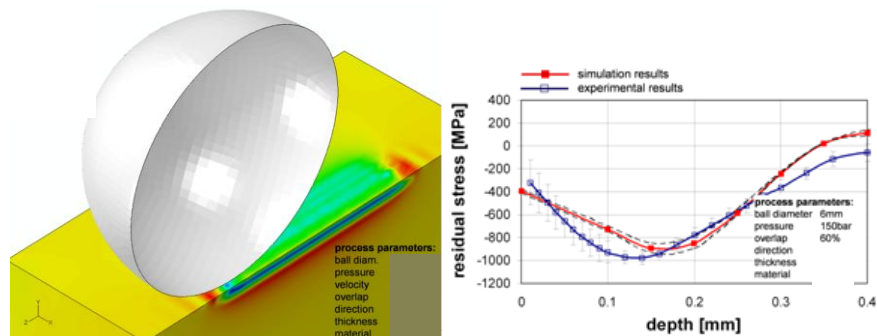 process parameters:
ball diam.
pressure
velocity
overlap
direction
thickness
material
Y
Z
X
simulation results
experimental results
residual stress [MPa]
400
200
0
-200
-400
-600
-800
-1000
-1200
process parameters:
ball diameter 6mm
pressure 150bar
overlap 60%
direction
thickness
material
0
0.1
0.2
0.3
0.4
depth [mm]